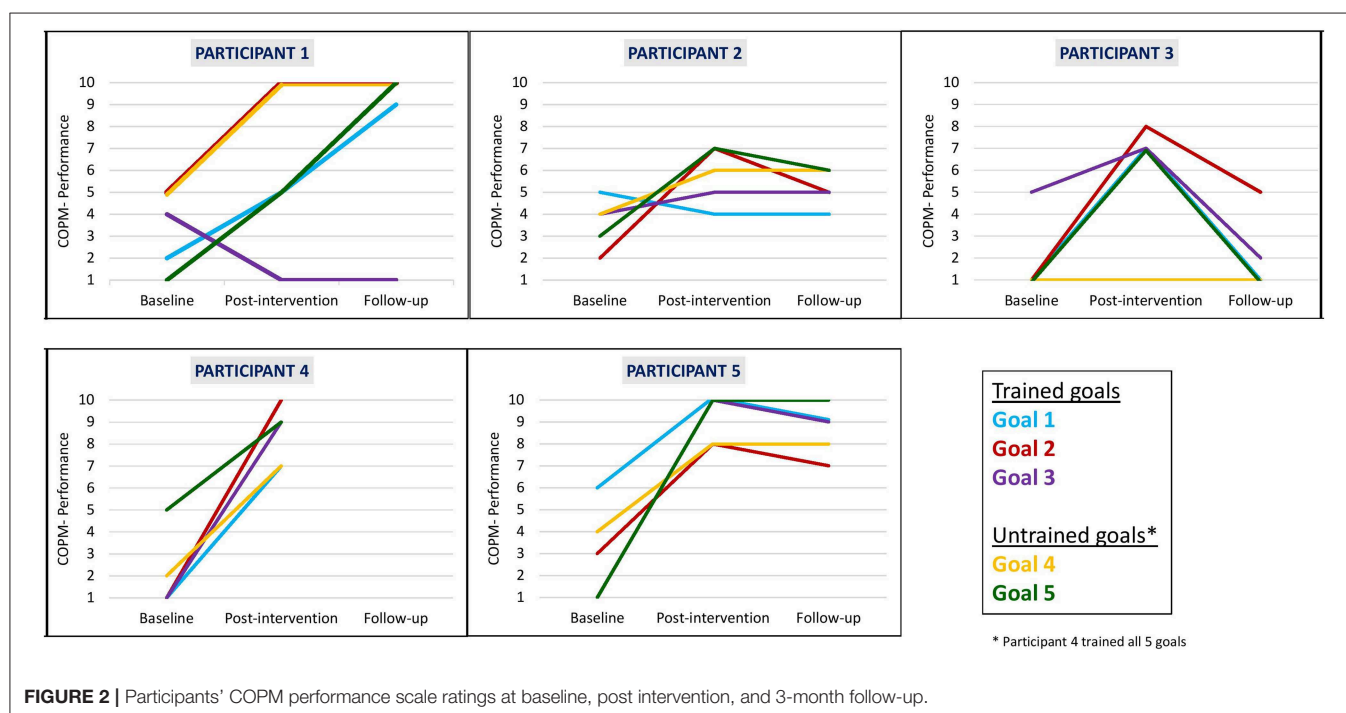 PARTICIPANT 1
COPM- Performance
10
9
8
7
6
5
4
3
2
1
Baseline Post-intervention Follow-up
PARTICIPANT 2
COPM- Performance
10
9
8
7
6
5
4
3
2
1
Baseline Post-intervention Follow-up
PARTICIPANT 3
COPM- Performance
10
9
8
7
6
5
4
3
2
1
Baseline Post-intervention Follow-up
PARTICIPANT 4
COPM- Performance
10
9
8
7
6
5
4
3
2
1
Baseline Post-intervention Follow-up
PARTICIPANT 5
COPM- Performance
10
9
8
7
6
5
4
3
2
1
Baseline Post-intervention Follow-up
Trained goals
Goal 1
Goal 2
Goal 3
Untrained goals*
Goal 4
Goal 5
* Participant 4 trained all 5 goals
FIGURE 2 | Participants' COPM performance scale ratings at baseline, post intervention, and 3-month follow-up.